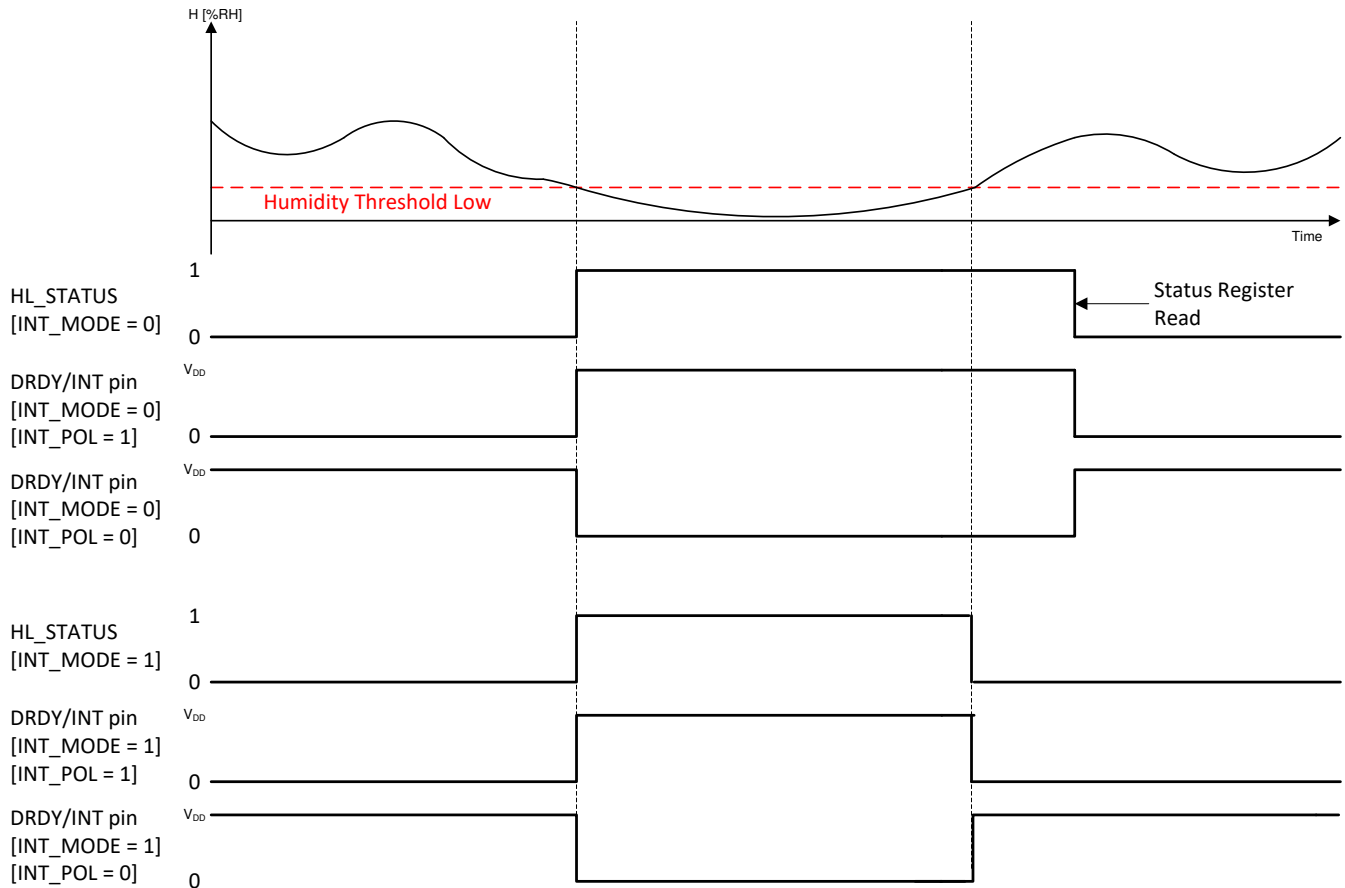 H [%RH]
Humidity Threshold Low
Time
HL_STATUS
[INT_MODE = 0]
1
0
Status Register
Read
DRDY/INT pin
[INT_MODE = 0]
[INT_POL = 1]
VDD
0
DRDY/INT pin
[INT_MODE = 0]
[INT_POL = 0]
VDD
0
HL_STATUS
[INT_MODE = 1]
1
0
DRDY/INT pin
[INT_MODE = 1]
[INT_POL = 1]
VDD
0
DRDY/INT pin
[INT_MODE = 1]
[INT_POL = 0]
VDD
0